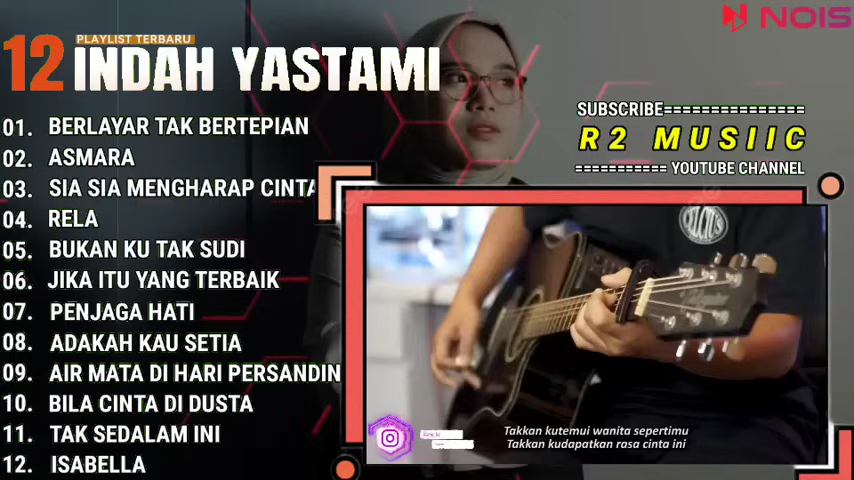 NOIS
PLAYLIST TERBARU
12 INDAH YASTAMI
SUBSCRIBE===============
R2 MUSIIC
=========== YOUTUBE CHANNEL
01. BERLAYAR TAK BERTEPIAN
02. ASMARA
03. SIA SIA MENGHARAP CINTA
04. RELA
05. BUKAN KU TAK SUDI
06. JIKA ITU YANG TERBAIK
07. PENJAGA HATI
08. ADAKAH KAU SETIA
09. AIR MATA DI HARI PERSANDIN
10. BILA CINTA DI DUSTA
11. TAK SEDALAM INI
12. ISABELLA
Takkan kutemui wanita sepertimu
Takkan kudapatkan rasa cinta ini